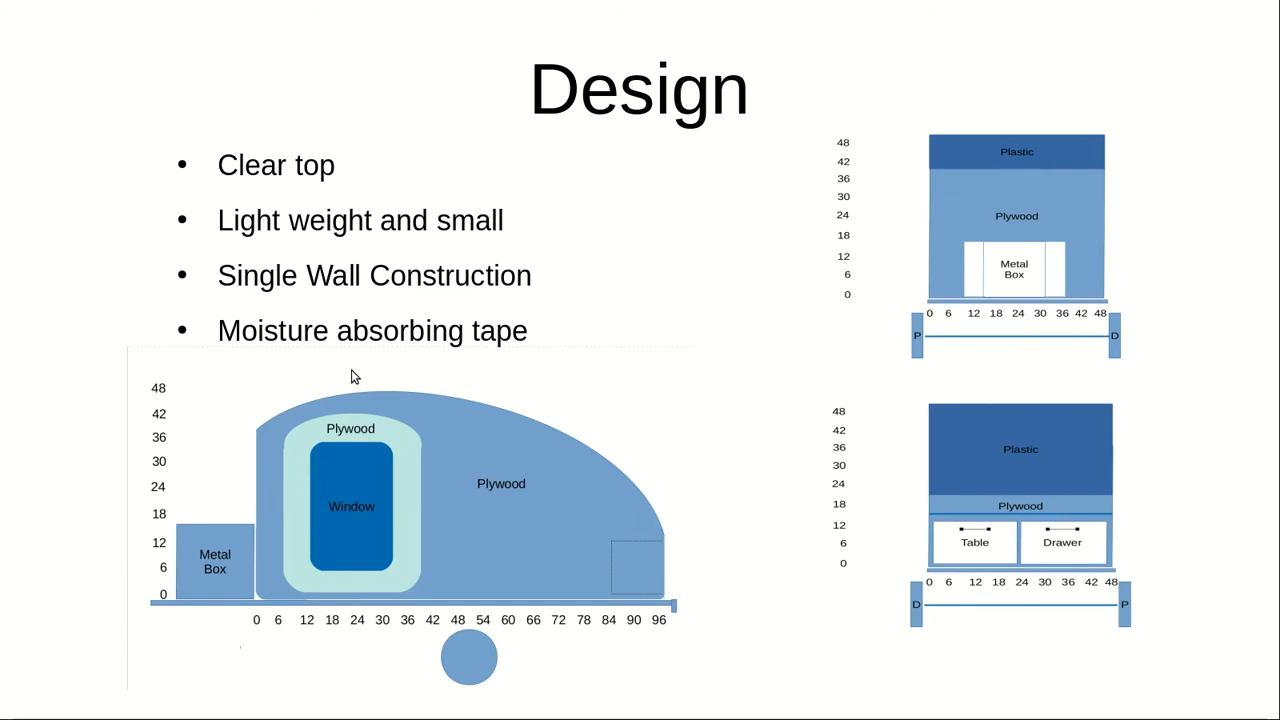 Design
• Clear top
• Light weight and small
• Single Wall Construction
• Moisture absorbing tape
48
42
36
30
24
18
12
6
0
Plywood
Window
Plywood
Metal
Box
0 6 12 18 24 30 36 42 48 54 60 66 72 78 84 90 96
48
42
36
30
24
18
12
6
0
Plastic
Plywood
Metal
Box
0 6 12 18 24 30 36 42 48
P D
48
42
36
30
24
18
12
6
0
Plastic
Plywood
Table Drawer
0 6 12 18 24 30 36 42 48
D P